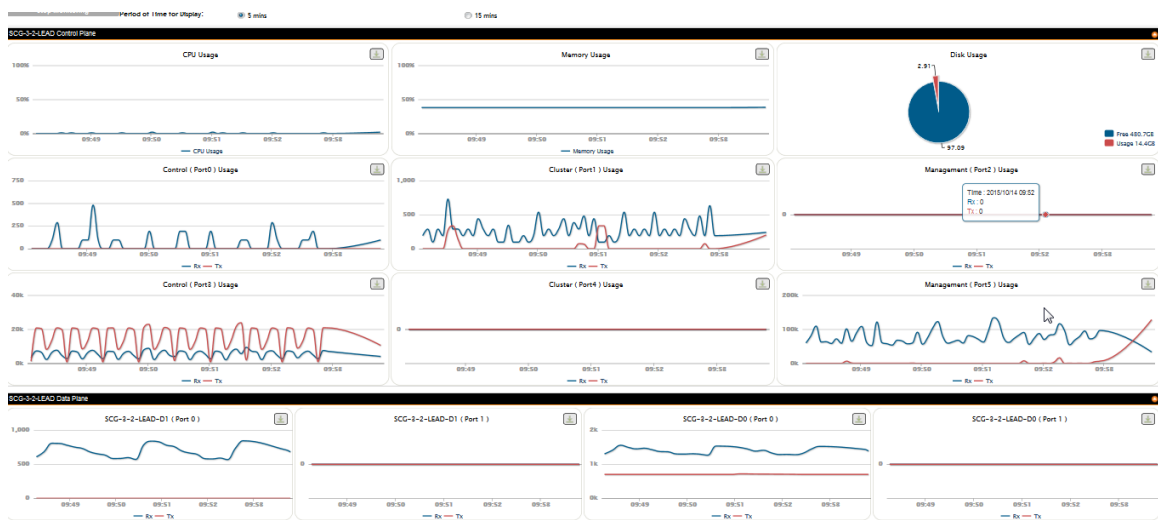 Period of Time for Display:
5 mins
15 mins
SCG-3-2-LEAD Control Plane
CPU Usage
100%
50%
0%
09:49 09:50 09:51 09:52 09:53
CPU Usage
Memory Usage
100%
50%
0%
09:49 09:50 09:51 09:52 09:53
Memory Usage
Disk Usage
2.91
97.09
Free 480.7GB
Usage 14.4GB
Control ( Port0 ) Usage
750
500
250
0
09:49 09:50 09:51 09:52 09:53
Rx Tx
Cluster ( Port1 ) Usage
1,000
500
0
09:49 09:50 09:51 09:52 09:53
Rx Tx
Management ( Port2 ) Usage
Time : 2015/10/14 09:52
Rx : 0
Tx : 0
0
09:49 09:50 09:51 09:52 09:53
Rx Tx
Control ( Port3 ) Usage
40k
20k
0k
09:49 09:50 09:51 09:52 09:53
Rx Tx
Cluster ( Port4 ) Usage
0
09:49 09:50 09:51 09:52 09:53
Rx Tx
Management ( Port5 ) Usage
200k
100k
0k
09:49 09:50 09:51 09:52 09:53
Rx Tx
SCG-3-2-LEAD Data Plane
SCG-3-2-LEAD-D1 ( Port 0 )
1,000
500
0
09:49 09:50 09:51 09:52 09:53
Rx Tx
SCG-3-2-LEAD-D1 ( Port 1 )
0
09:49 09:50 09:51 09:52 09:53
Rx Tx
SCG-3-2-LEAD-D0 ( Port 0 )
2k
1k
0k
09:49 09:50 09:51 09:52 09:53
Rx Tx
SCG-3-2-LEAD-D0 ( Port 1 )
0
09:49 09:50 09:51 09:52 09:53
Rx Tx